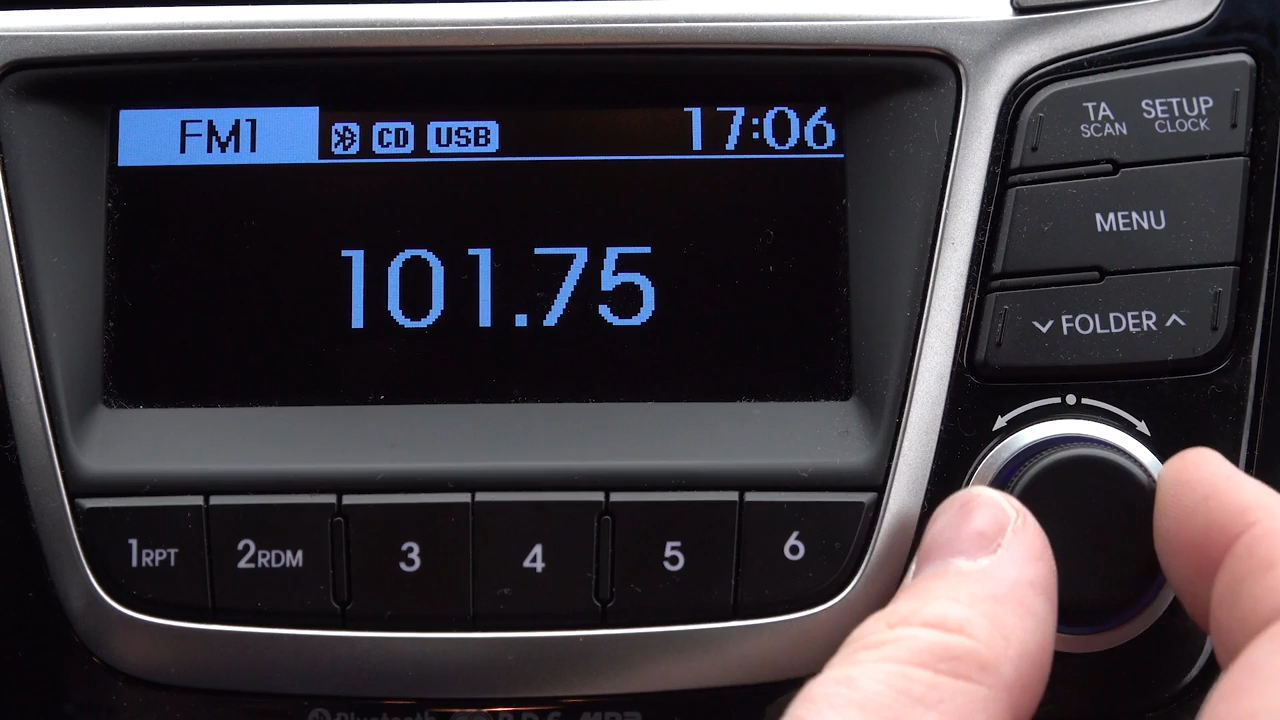 FM1 CD USB 17:06
101.75
TA SCAN SETUP CLOCK
MENU
FOLDER
1RPT 2RDM 3 4 5 6